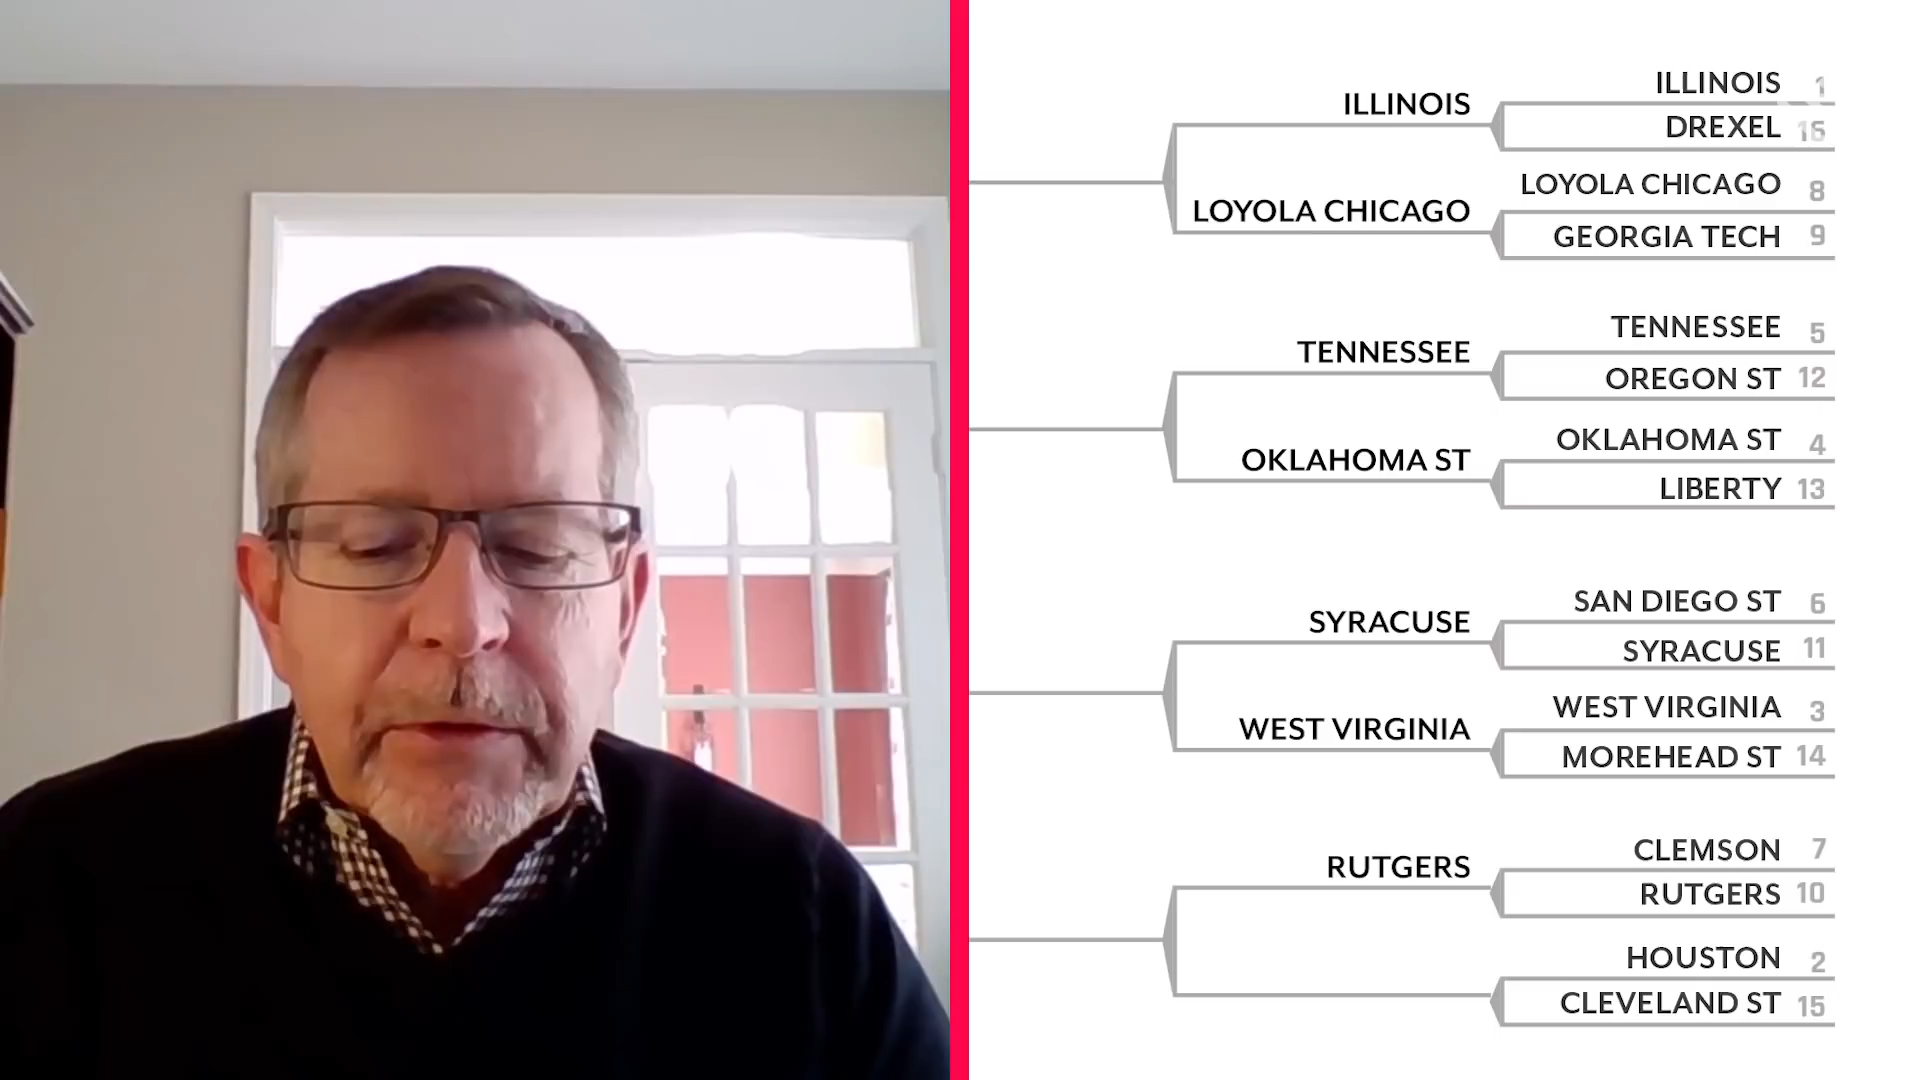 ILLINOIS 1
DREXEL 16
ILLINOIS
LOYOLA CHICAGO 8
GEORGIA TECH 9
LOYOLA CHICAGO
TENNESSEE 5
OREGON ST 12
TENNESSEE
OKLAHOMA ST 4
LIBERTY 13
OKLAHOMA ST
SAN DIEGO ST 6
SYRACUSE 11
SYRACUSE
WEST VIRGINIA 3
MOREHEAD ST 14
WEST VIRGINIA
CLEMSON 7
RUTGERS 10
RUTGERS
HOUSTON 2
CLEVELAND ST 15